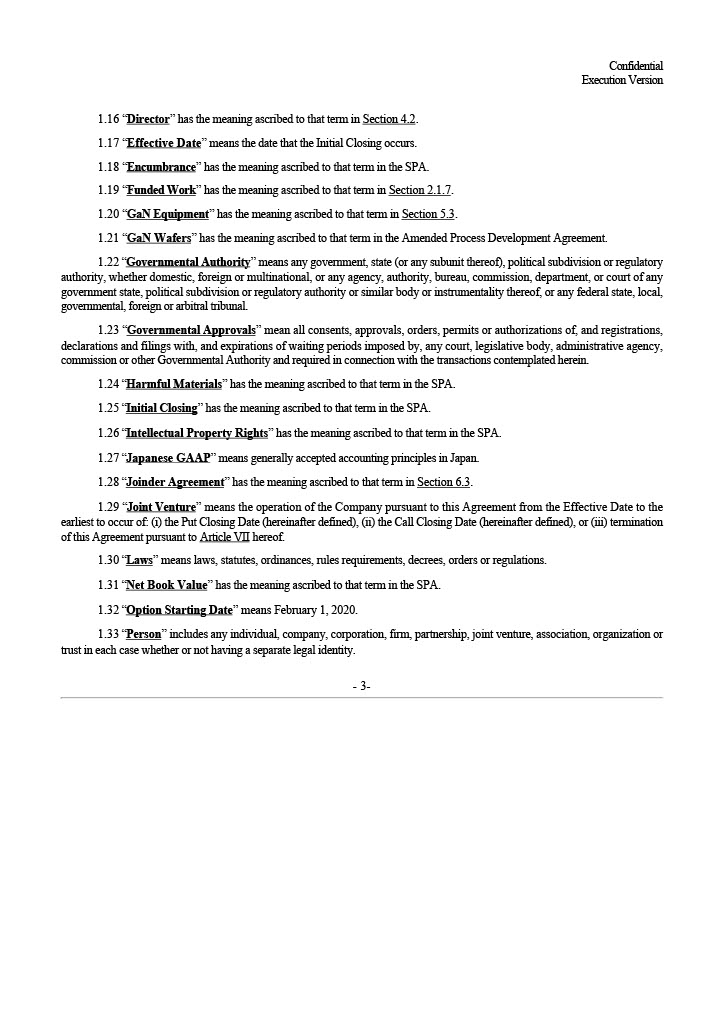 Confidential
Execution Version
1.16 “Director” has the meaning ascribed to that term in Section 4.2.
1.17 “Effective Date” means the date that the Initial Closing occurs.
1.18 “Encumbrance” has the meaning ascribed to that term in the SPA.
1.19 “Funded Work” has the meaning ascribed to that term in Section 2.1.7.
1.20 “GaN Equipment” has the meaning ascribed to that term in Section 5.3.
1.21 “GaN Wafers” has the meaning ascribed to that term in the Amended Process Development Agreement.
1.22 “Governmental Authority” means any government, state (or any subunit thereof), political subdivision or regulatory
authority, whether domestic, foreign or multinational, or any agency, authority, bureau, commission, department, or court of any
government state, political subdivision or regulatory authority or similar body or instrumentality thereof, or any federal state, local,
governmental, foreign or arbitral tribunal.
1.23 “Governmental Approvals” mean all consents, approvals, orders, permits or authorizations of, and registrations,
declarations and filings with, and expirations of waiting periods imposed by, any court, legislative body, administrative agency,
commission or other Governmental Authority and required in connection with the transactions contemplated herein.
1.24 “Harmful Materials” has the meaning ascribed to that term in the SPA.
1.25 “Initial Closing” has the meaning ascribed to that term in the SPA.
1.26 “Intellectual Property Rights” has the meaning ascribed to that term in the SPA.
1.27 “Japanese GAAP” means generally accepted accounting principles in Japan.
1.28 “Joinder Agreement” has the meaning ascribed to that term in Section 6.3.
1.29 “Joint Venture” means the operation of the Company pursuant to this Agreement from the Effective Date to the
earliest to occur of: (i) the Put Closing Date (hereinafter defined), (ii) the Call Closing Date (hereinafter defined), or (iii) termination
of this Agreement pursuant to Article VII hereof.
1.30 “Laws” means laws, statutes, ordinances, rules requirements, decrees, orders or regulations.
1.31 “Net Book Value” has the meaning ascribed to that term in the SPA.
1.32 “Option Starting Date” means February 1, 2020.
1.33 “Person” includes any individual, company, corporation, firm, partnership, joint venture, association, organization or
trust in each case whether or not having a separate legal identity.
- 3-